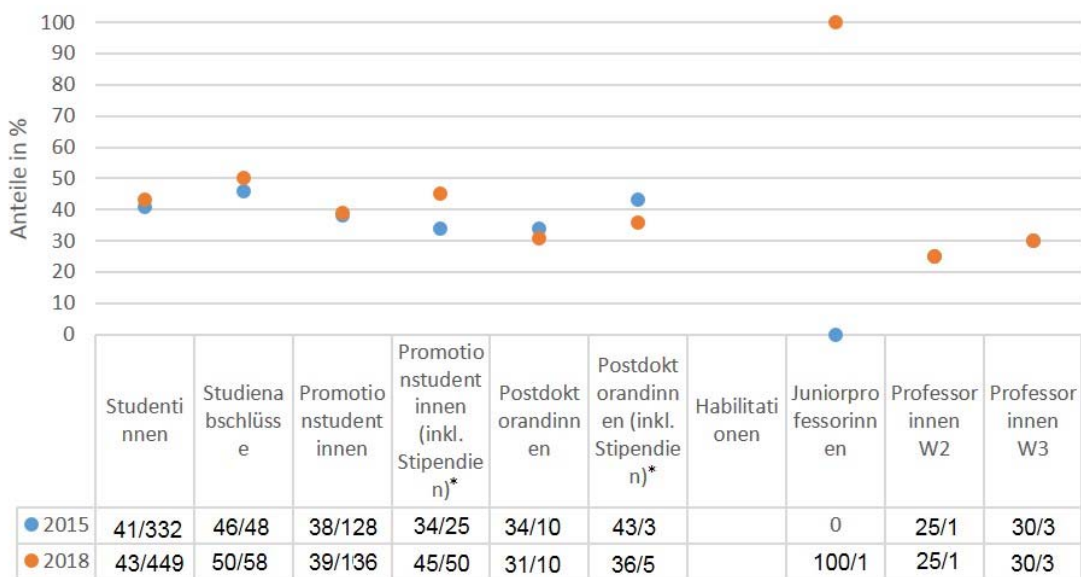 100
90
80
70
60
50
40
30
20
10
0
Anteile in %
Studenti
nnen
Studiena
bschlüss
e
Promotio
nstudent
innen
Promotio
nstudent
innen
(inkl.
Stipendie
n)*
Postdokt
orandinn
en
Postdokt
orandinn
en (inkl.
Stipendie
n)*
Habilitati
onen
Juniorpro
fessorinn
en
Professor
innen
W2
Professor
innen
W3
2015 41/332 46/48 38/128 34/25 34/10 43/3 0 25/1 30/3
2018 43/449 50/58 39/136 45/50 31/10 36/5 100/1 25/1 30/3